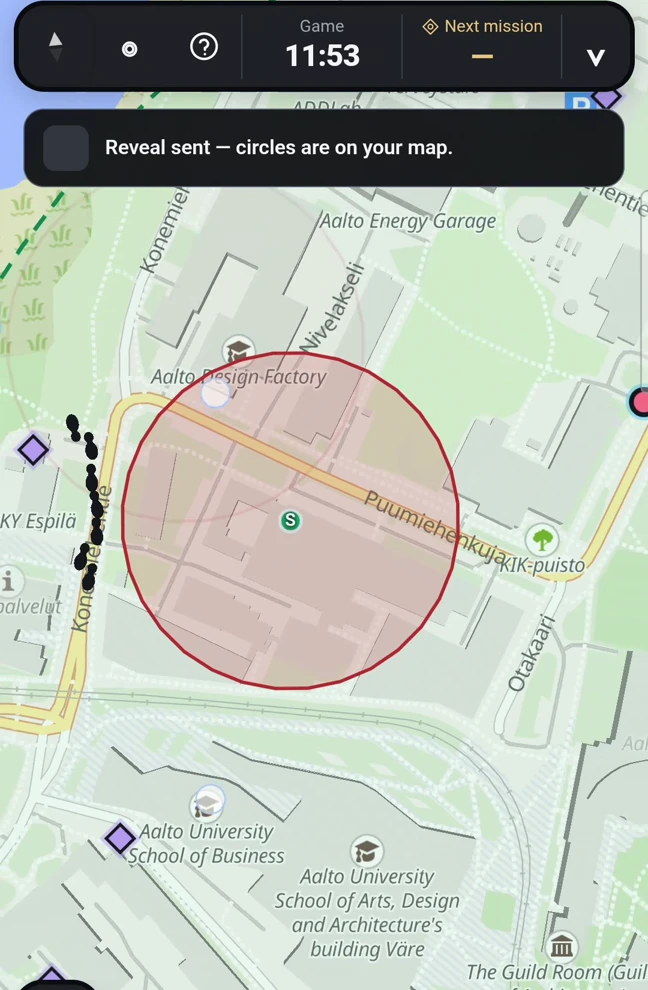 Game
11:53
Next mission
Reveal sent — circles are on your map.
P
Aalto Energy Garage
Nivelakseli
Aalto Design Factory
Puumiehenkuja
S
KY Espilä
KIK-puisto
Otakaari
Aalto University
School of Business
Aalto University
School of Arts, Design
and Architecture's
building Väre
The Guild Room (Guil